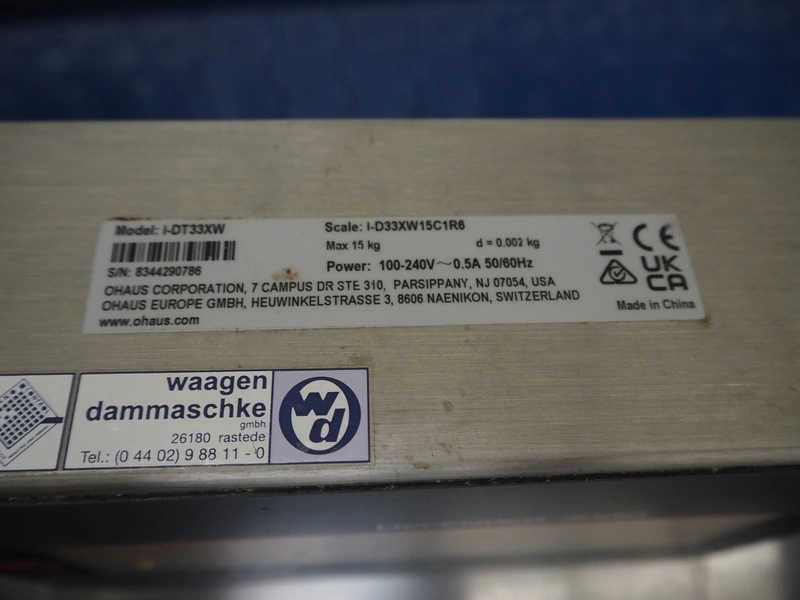 Model: i-DT33XW
Scale: i-D33XW15C1R6
Max 15 kg
d = 0.002 kg
S/N: 8344290786
Power: 100-240V~0.5A 50/60Hz
OHAUS CORPORATION, 7 CAMPUS DR STE 310, PARSIPPANY, NJ 07054, USA
OHAUS EUROPE GMBH, HEUWINKELSTRASSE 3, 8606 NAENIKON, SWITZERLAND
www.ohaus.com
CE
UK
CA
Made in China
waagen
dammaschke
gmbh
26180 rastede
Tel.: (0 44 02) 9 88 11 - 0
wd